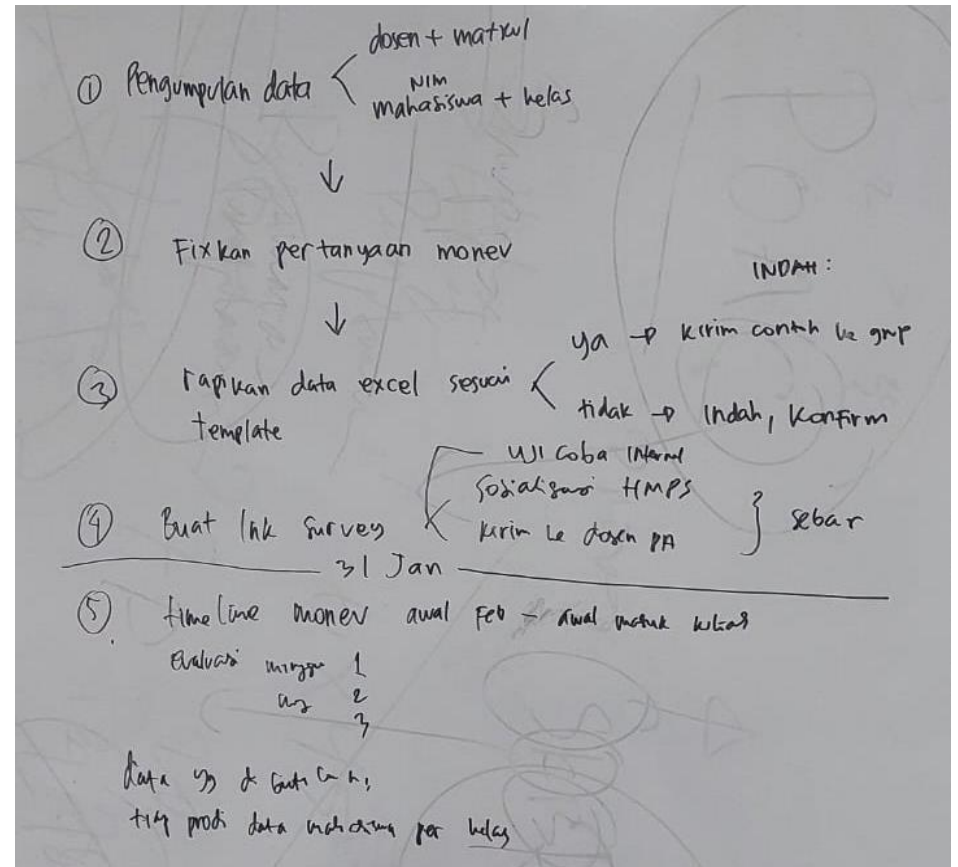 ① Pengumpulan data < dosen + matkul
NIM
mahasiswa + kelas
↓
② Fixkan pertanyaan monev
INDAH :
↓
ya → kirim contoh ke grup
③ rapikan data excel sesuai <
template
tidak → Indah, Konfirm
Uji Coba Internal
Sosialisasi HMPS
④ Buat link survey < kirim ke dosen PA } sebar
31 Jan
⑤. timeline monev awal Feb - awal masuk
Evaluasi minggu 1
2
3
data yg
prodi data mahasiswa per kelas